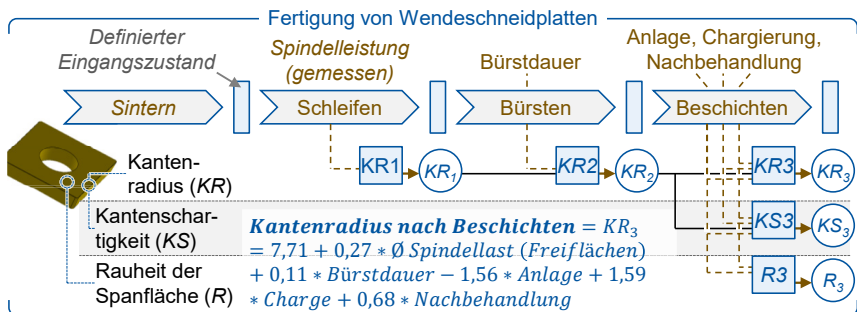 Fertigung von Wendeschneidplatten
Definierter
Eingangszustand
Spindelleistung
(gemessen)
Bürstdauer
Anlage, Chargierung,
Nachbehandlung
Sintern
Schleifen
Bürsten
Beschichten
Kanten-
radius (KR)
KR1
KR₁
KR2
KR₂
KR3
KR₃
Kantenschar-
tigkeit (KS)
KS3
KS₃
Rauheit der
Spanfläche (R)
R3
R₃
Kantenradius nach Beschichten = KR₃
= 7,71 + 0,27 * Ø Spindellast (Freiflächen)
+ 0,11 * Bürstdauer − 1,56 * Anlage + 1,59
* Charge + 0,68 * Nachbehandlung